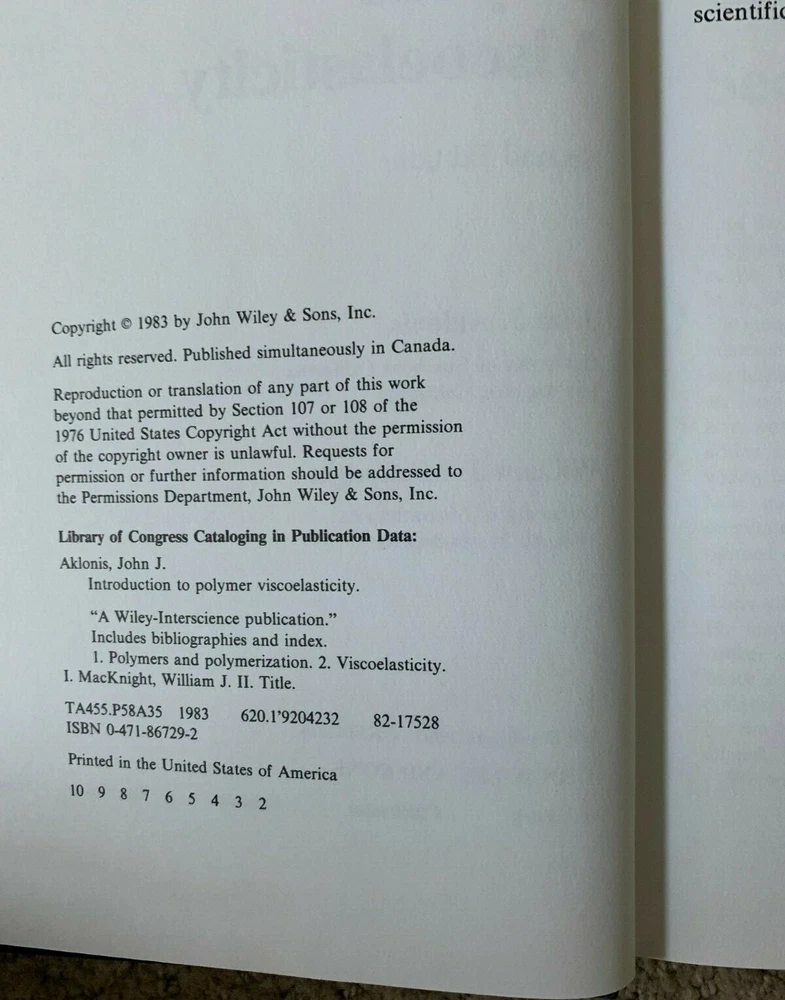 scientific
Copyright © 1983 by John Wiley & Sons, Inc.
All rights reserved. Published simultaneously in Canada.
Reproduction or translation of any part of this work
beyond that permitted by Section 107 or 108 of the
1976 United States Copyright Act without the permission
of the copyright owner is unlawful. Requests for
permission or further information should be addressed to
the Permissions Department, John Wiley & Sons, Inc.
Library of Congress Cataloging in Publication Data:
Aklonis, John J.
Introduction to polymer viscoelasticity.
“A Wiley-Interscience publication.”
Includes bibliographies and index.
1. Polymers and polymerization. 2. Viscoelasticity.
I. MacKnight, William J. II. Title.
TA455.P58A35 1983 620.1'9204232 82-17528
ISBN 0-471-86729-2
Printed in the United States of America
10 9 8 7 6 5 4 3 2